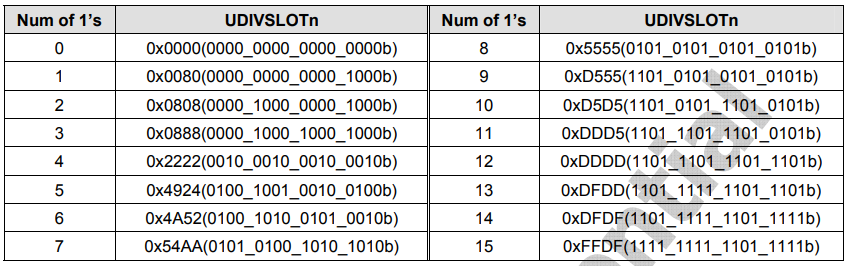 Num of 1's UDIVSLOTn Num of 1's UDIVSLOTn
0 0x0000(0000_0000_0000_0000b) 8 0x5555(0101_0101_0101_0101b)
1 0x0080(0000_0000_0000_1000b) 9 0xD555(1101_0101_0101_0101b)
2 0x0808(0000_1000_0000_1000b) 10 0xD5D5(1101_0101_1101_0101b)
3 0x0888(0000_1000_1000_1000b) 11 0xDDD5(1101_1101_1101_0101b)
4 0x2222(0010_0010_0010_0010b) 12 0xDDDD(1101_1101_1101_1101b)
5 0x4924(0100_1001_0010_0100b) 13 0xDFDD(1101_1111_1101_1101b)
6 0x4A52(0100_1010_0101_0010b) 14 0xDFDF(1101_1111_1101_1111b)
7 0x54AA(0101_0100_1010_1010b) 15 0xFFDF(1111_1111_1101_1111b)
ential